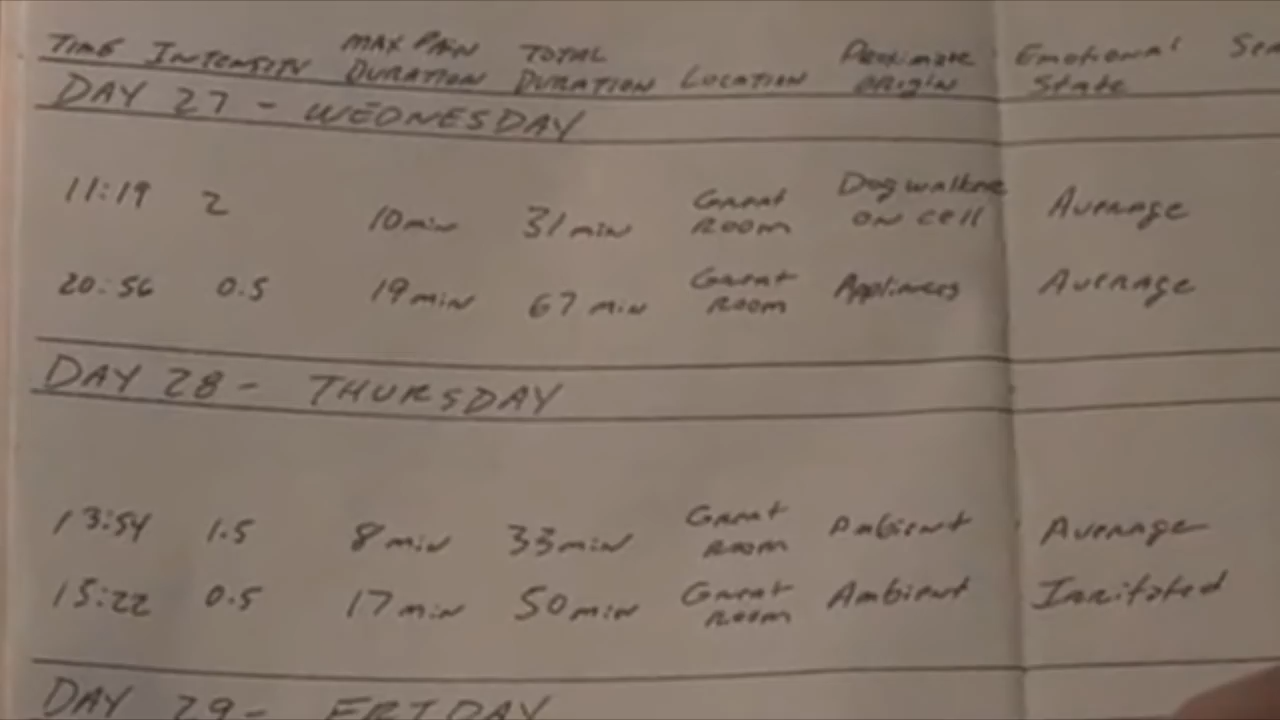 TIME INTENSITY MAX PAIN DURATION TOTAL DURATION LOCATION Proximate ORIGIN Emotional State
DAY 27 - WEDNESDAY
11:19 2 10min 31min Great ROOM Dog walker ON CELL Average
20:56 0.5 19min 67min Great ROOM Appliances Average
DAY 28 - THURSDAY
13:54 1.5 8min 33min Great ROOM Ambient Average
15:22 0.5 17min 50min Great ROOM Ambient Irritated
DAY 29 - FRIDAY